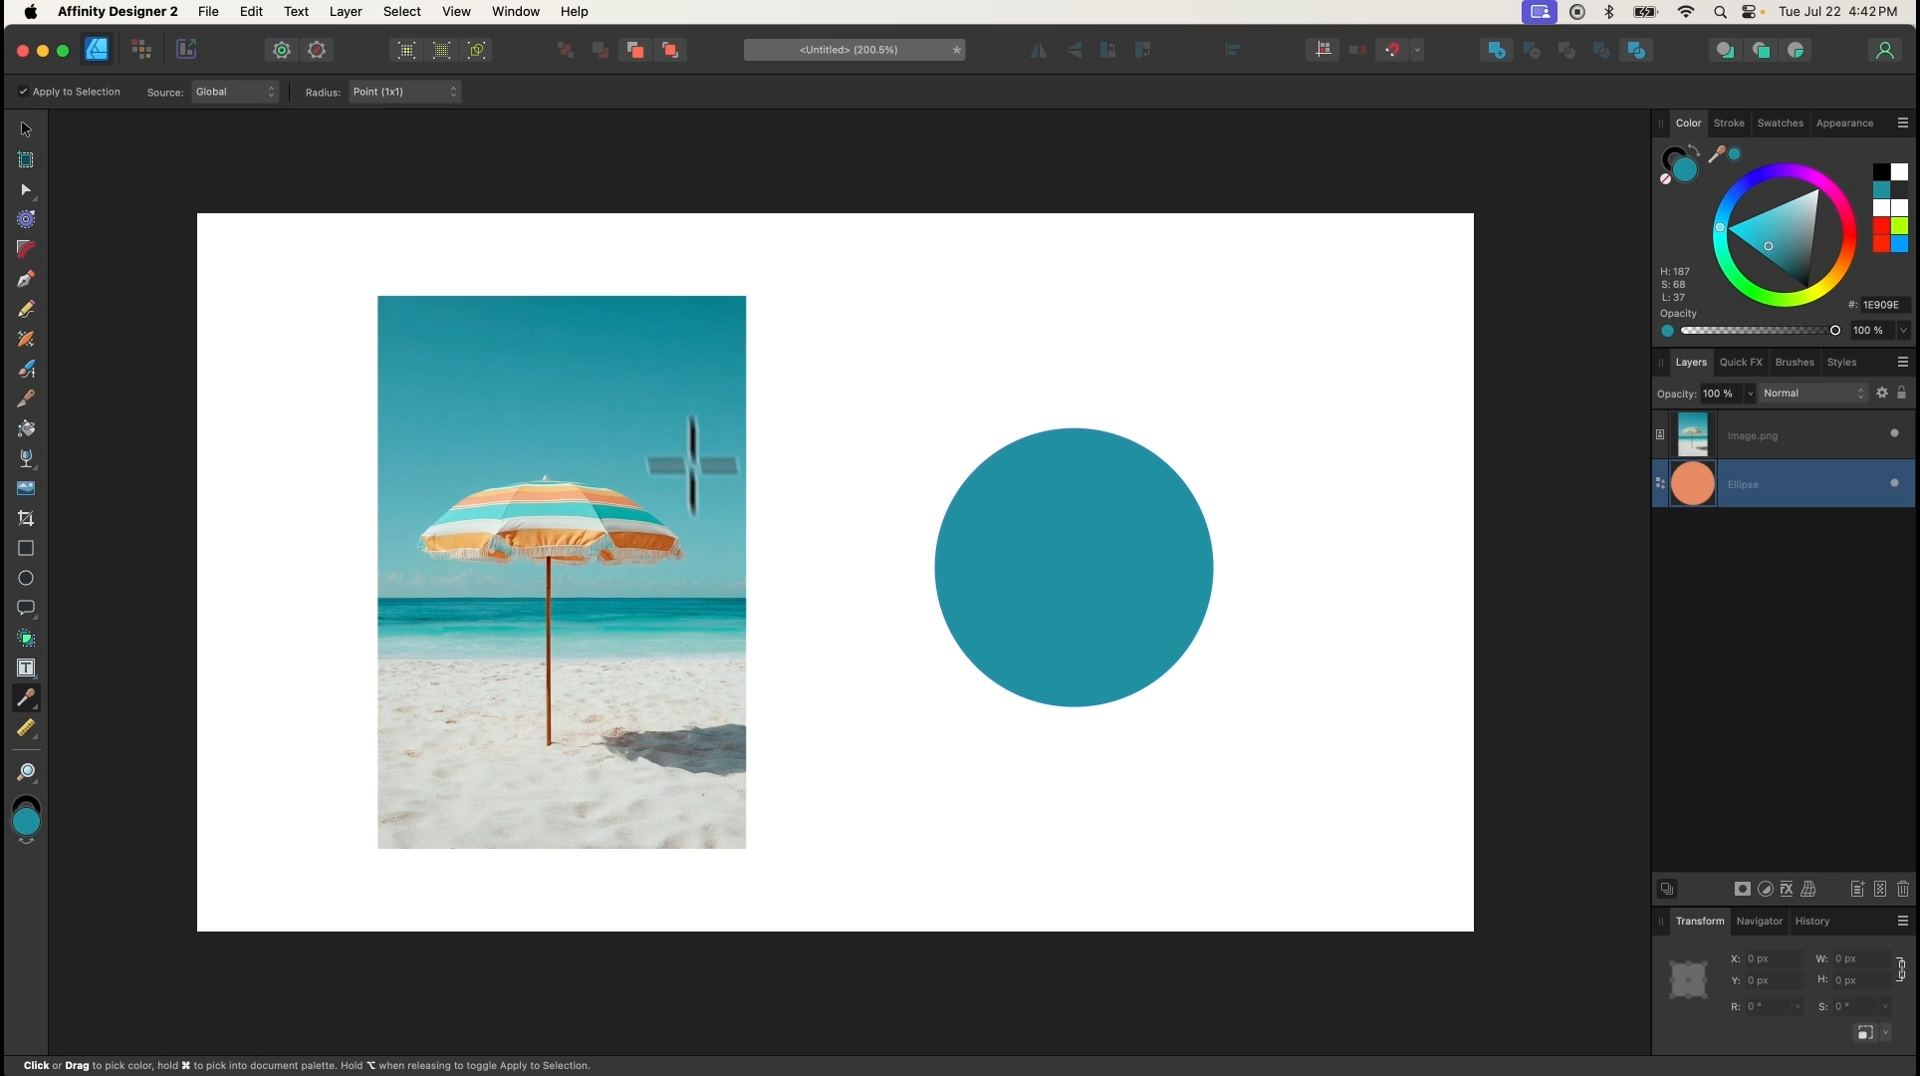 Affinity Designer 2 File Edit Text Layer Select View Window Help Tue Jul 22 4:42 PM
<Untitled> (200.5%) *
Apply to Selection Source: Global Radius: Point (1x1)
Color Stroke Swatches Appearance
H: 187
S: 68
L: 37
#: 1E909E
Opacity
100 %
Layers Quick FX Brushes Styles
Opacity: 100 % Normal
Image.png
Ellipse
Transform Navigator History
X: 0 px W: 0 px
Y: 0 px H: 0 px
R: 0 ° S: 0 °
Click or Drag to pick color, hold ⌘ to pick into document palette. Hold ⌥ when releasing to toggle Apply to Selection.